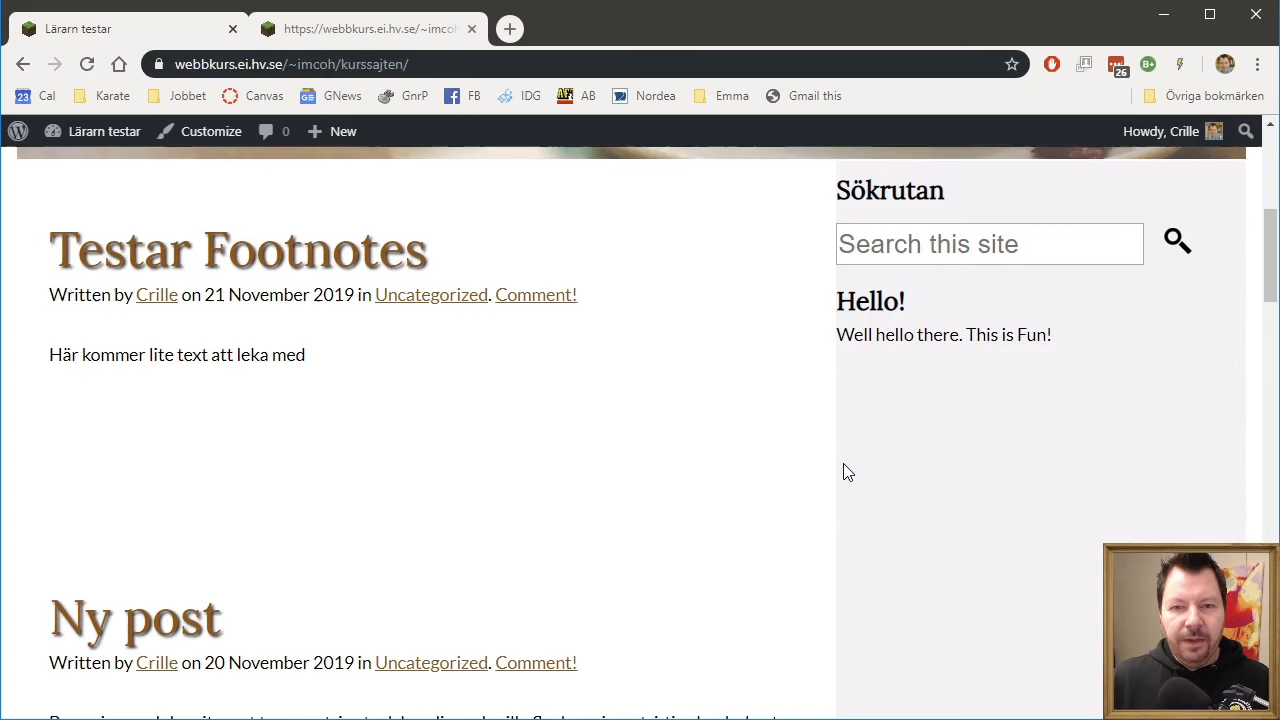 Lärarn testar
https://webbkurs.ei.hv.se/~imcoh
webbkurs.ei.hv.se/~imcoh/kurssajten/
26
B+
23 Cal
Karate
Jobbet
Canvas
GNews
GnrP
FB
IDG
AB
Nordea
Emma
Gmail this
Övriga bokmärken
Lärarn testar
Customize
0
New
Howdy, Crille
Testar Footnotes
Written by Crille on 21 November 2019 in Uncategorized. Comment!
Här kommer lite text att leka med
Ny post
Written by Crille on 20 November 2019 in Uncategorized. Comment!
Sökrutan
Search this site
Hello!
Well hello there. This is Fun!